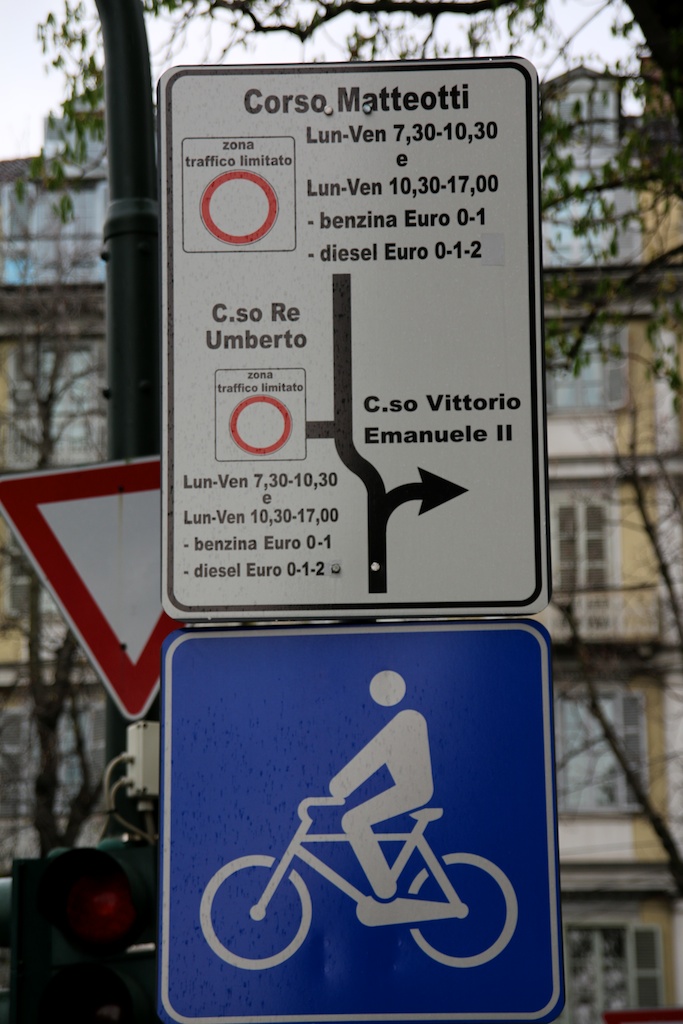 Corso Matteotti
zona
traffico limitato
Lun-Ven 7,30-10,30
e
Lun-Ven 10,30-17,00
- benzina Euro 0-1
- diesel Euro 0-1-2
C.so Re
Umberto
zona
traffico limitato
C.so Vittorio
Emanuele II
Lun-Ven 7,30-10,30
e
Lun-Ven 10,30-17,00
- benzina Euro 0-1
- diesel Euro 0-1-2